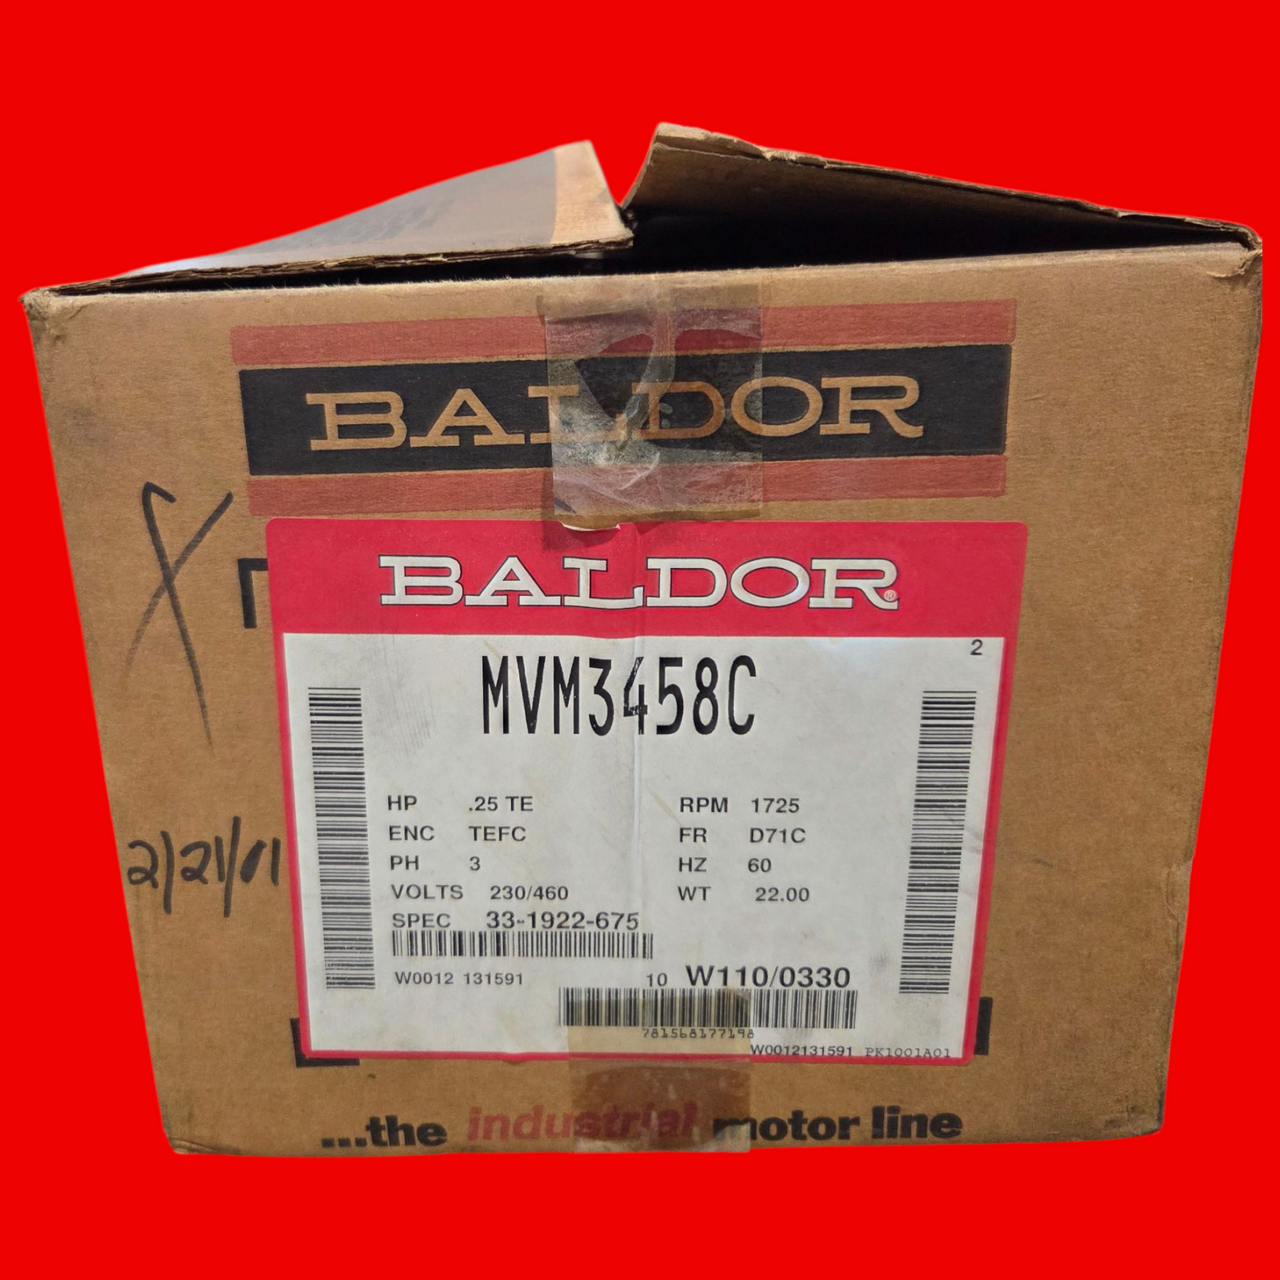 BALDOR
BALDOR®
2
MVM3458C
HP .25 TE RPM 1725
ENC TEFC FR D71C
PH 3 HZ 60
VOLTS 230/460 WT 22.00
SPEC 33-1922-675
W0012 131591 10 W110/0330
781568177198
W0012131591 PK1001A01
2/21/01
...the industrial motor line